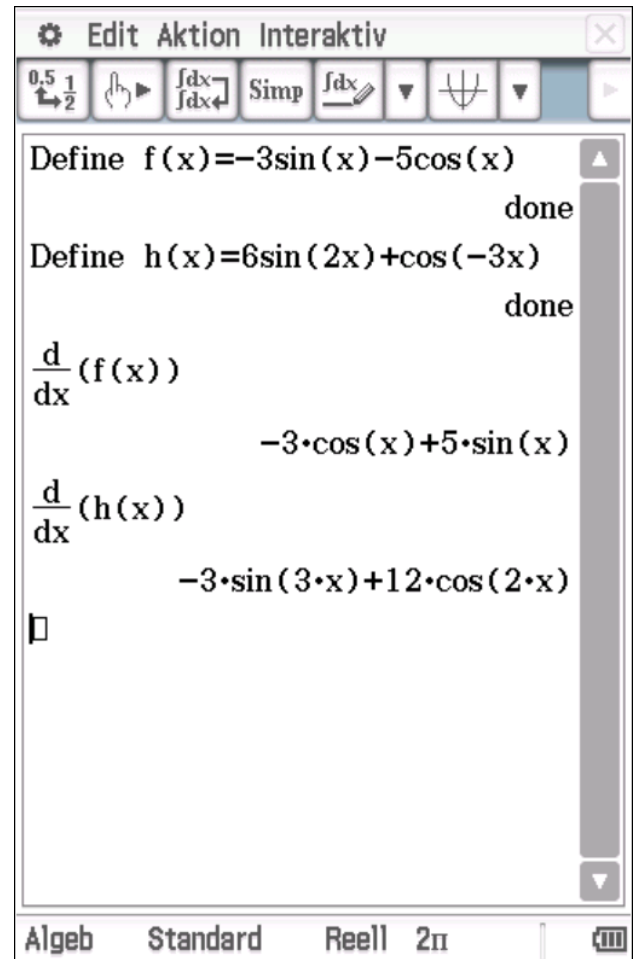 Edit Aktion Interaktiv
0.5 1/2 ∫dx ∫dx Simp ∫dx
Define f(x)=−3sin(x)−5cos(x)
done
Define h(x)=6sin(2x)+cos(−3x)
done
d/dx(f(x))
−3·cos(x)+5·sin(x)
d/dx(h(x))
−3·sin(3·x)+12·cos(2·x)
Algeb Standard Reell 2π